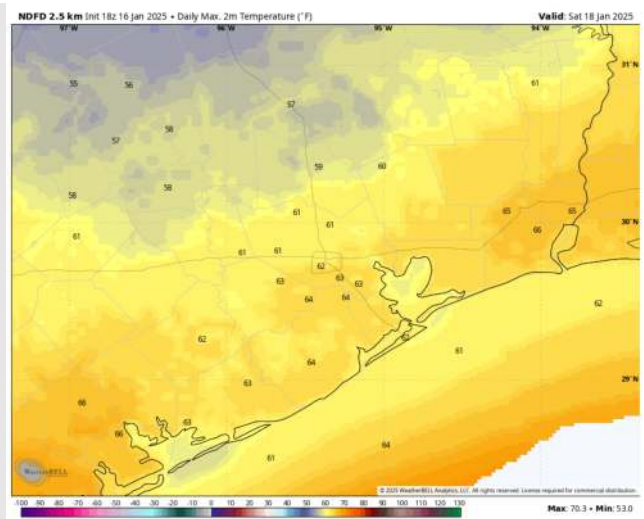 NDFD 2.5 km Init 18z 16 Jan 2025 • Daily Max. 2m Temperature (°F)
Valid: Sat 18 Jan 2025
97°W 96°W 95°W 94°W
31°N
55 56 57 61
57 58
59 60
58 58
61 61 65 65
30°N
61 61 61 66
62
63 63 63
64 64
62
62 61
64
63
29°N
66
66 63
61 64
WeatherBELL
© 2025 WeatherBELL Analytics, LLC. All rights reserved. License required for commercial distribution.
-100 -90 -80 -70 -60 -50 -40 -30 -20 -10 0 10 20 30 40 50 60 70 80 90 100 110 120 130
Max: 70.3 • Min: 53.0